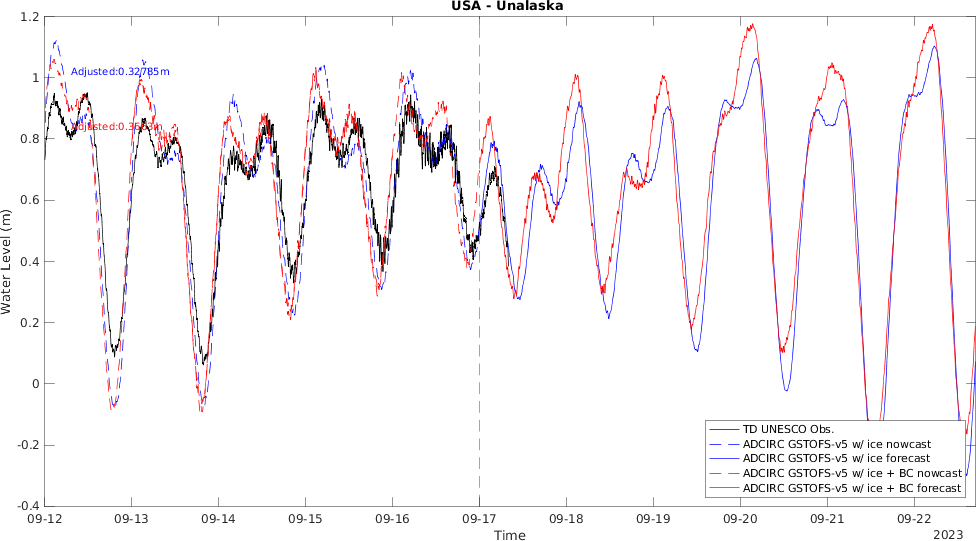 USA - Unalaska
1.2
1
0.8
0.6
0.4
0.2
0
-0.2
-0.4
Water Level (m)
Adjusted:0.32785m
TD UNESCO Obs.
ADCIRC GSTOFS-v5 w/ ice nowcast
ADCIRC GSTOFS-v5 w/ ice forecast
ADCIRC GSTOFS-v5 w/ ice + BC nowcast
ADCIRC GSTOFS-v5 w/ ice + BC forecast
09-12 09-13 09-14 09-15 09-16 09-17 09-18 09-19 09-20 09-21 09-22
Time
2023